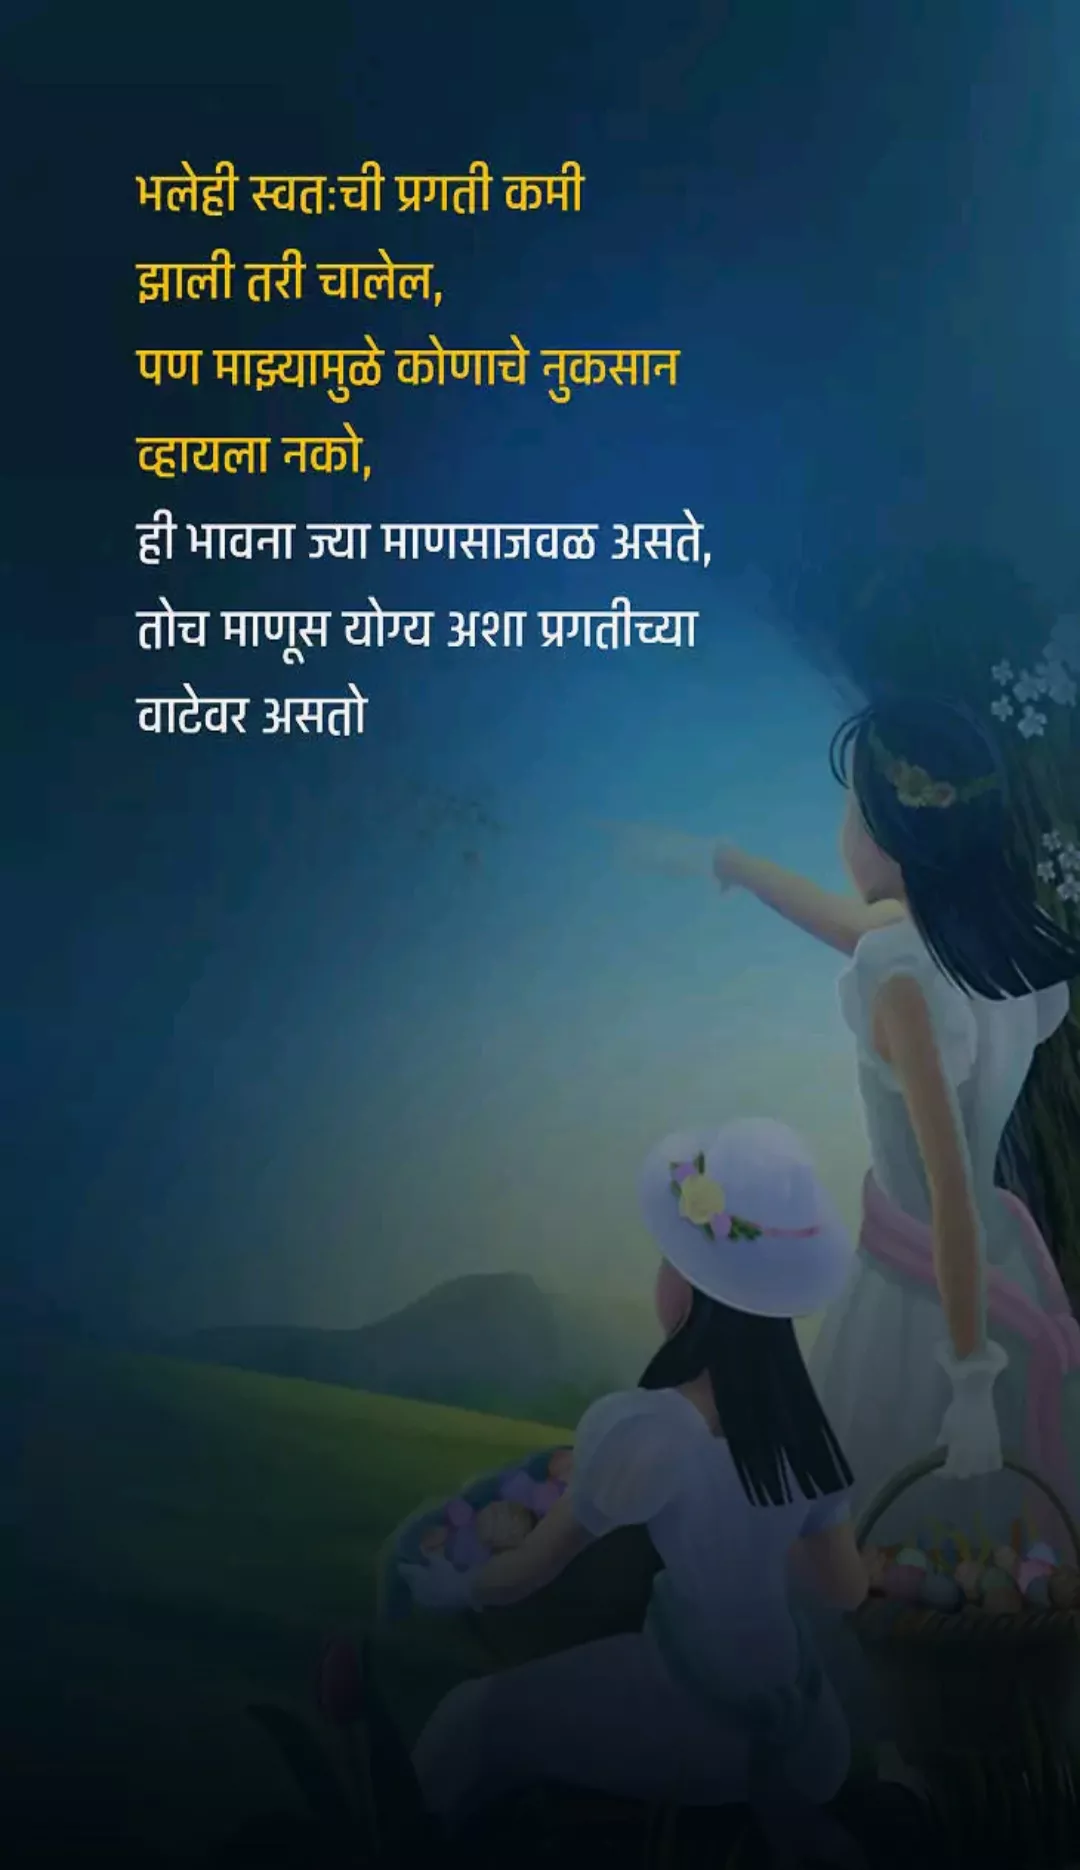 भलेही स्वतःची प्रगती कमी
झाली तरी चालेल,
पण माझ्यामुळे कोणाचे नुकसान
व्हायला नको,
ही भावना ज्या माणसाजवळ असते,
तोच माणूस योग्य अशा प्रगतीच्या
वाटेवर असतो